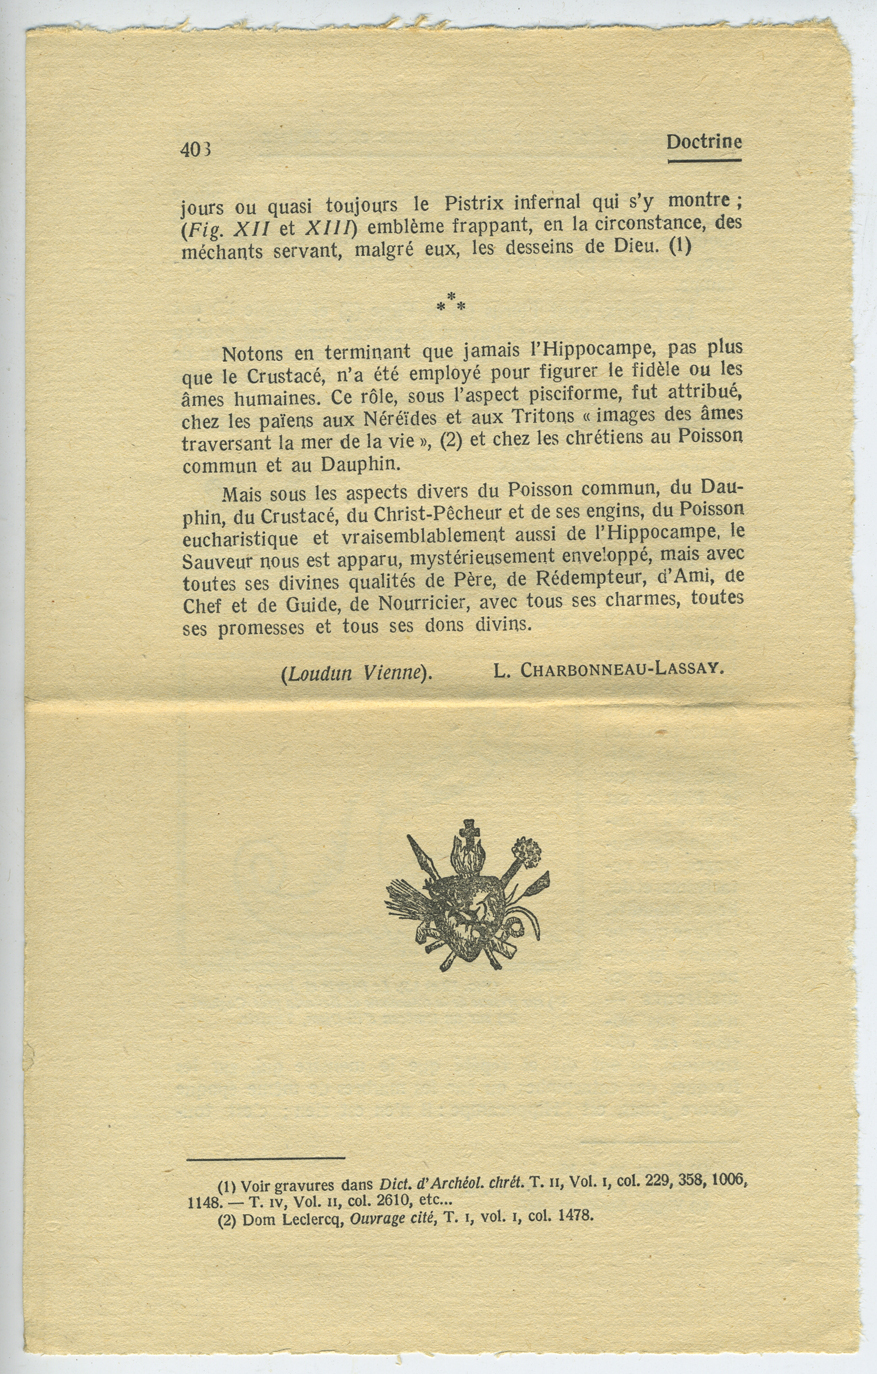 403
Doctrine
jours ou quasi toujours le Pistrix infernal qui s'y montre ;
(Fig. XII et XIII) emblème frappant, en la circonstance, des
méchants servant, malgré eux, les desseins de Dieu. (1)
***
Notons en terminant que jamais l'Hippocampe, pas plus
que le Crustacé, n'a été employé pour figurer le fidèle ou les
âmes humaines. Ce rôle, sous l'aspect pisciforme, fut attribué,
chez les païens aux Néréïdes et aux Tritons « images des âmes
traversant la mer de la vie », (2) et chez les chrétiens au Poisson
commun et au Dauphin.
Mais sous les aspects divers du Poisson commun, du Dau-
phin, du Crustacé, du Christ-Pêcheur et de ses engins, du Poisson
eucharistique et vraisemblablement aussi de l'Hippocampe, le
Sauveur nous est apparu, mystérieusement enveloppé, mais avec
toutes ses divines qualités de Père, de Rédempteur, d'Ami, de
Chef et de Guide, de Nourricier, avec tous ses charmes, toutes
ses promesses et tous ses dons divins.
(Loudun Vienne). L. CHARBONNEAU-LASSAY.
(1) Voir gravures dans Dict. d'Archéol. chrét. T. II, Vol. I, col. 229, 358, 1006,
1148. — T. IV, Vol. II, col. 2610, etc...
(2) Dom Leclercq, Ouvrage cité, T. I, vol. I, col. 1478.